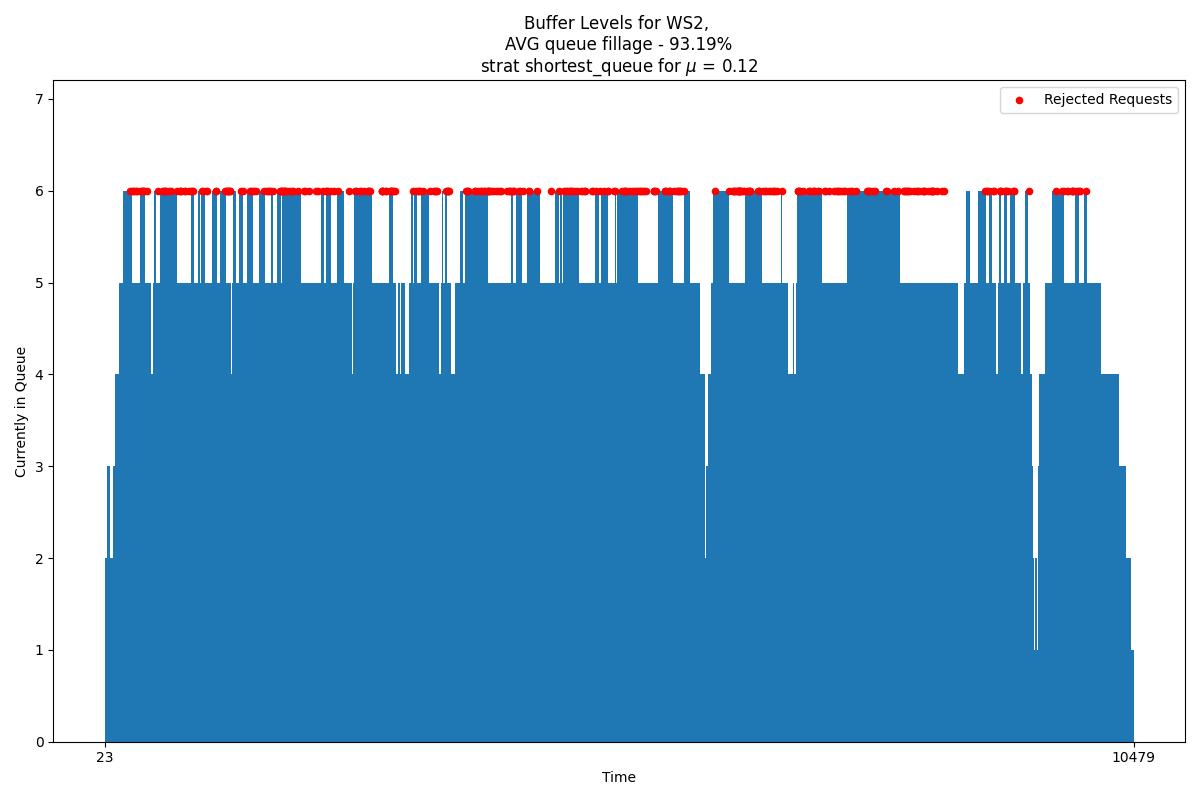 Buffer Levels for WS2,
AVG queue fillage - 93.19%
strat shortest_queue for μ = 0.12
Rejected Requests
7
6
5
4
3
2
1
0
Currently in Queue
23
10479
Time